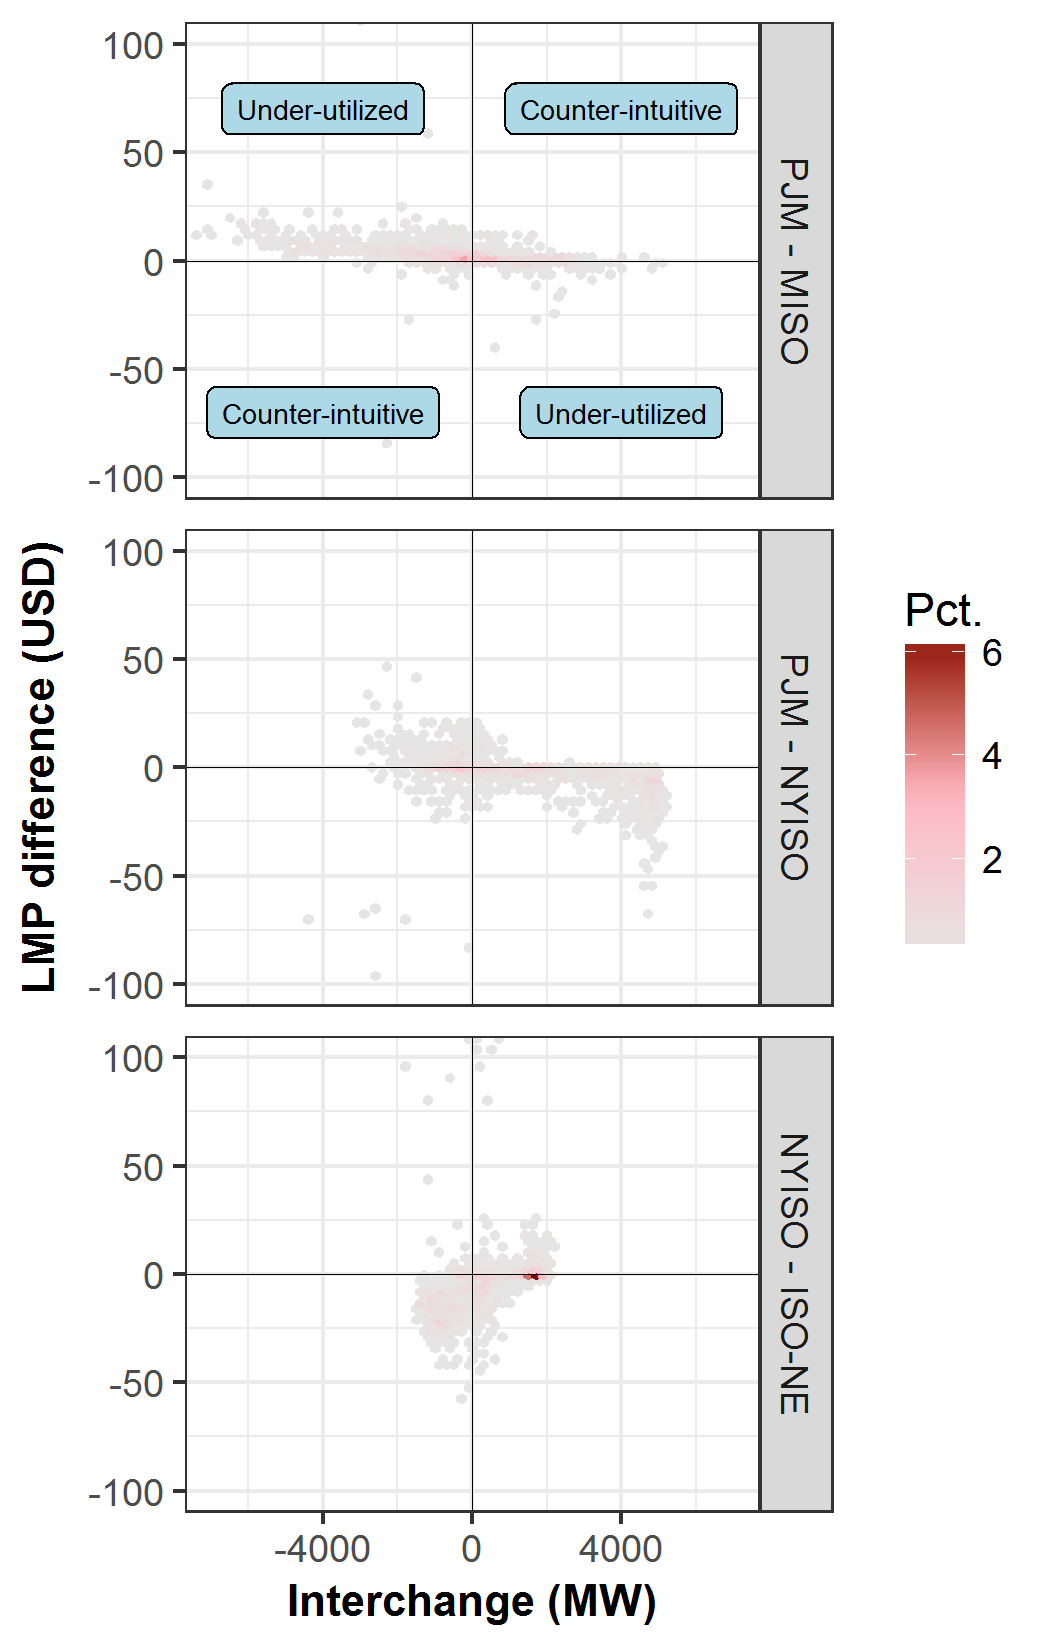 100
50
0
-50
-100
Under-utilized
Counter-intuitive
Counter-intuitive
Under-utilized
PJM - MISO
100
50
0
-50
-100
PJM - NYISO
100
50
0
-50
-100
NYISO - ISO-NE
-4000
0
4000
Interchange (MW)
LMP difference (USD)
Pct.
6
4
2